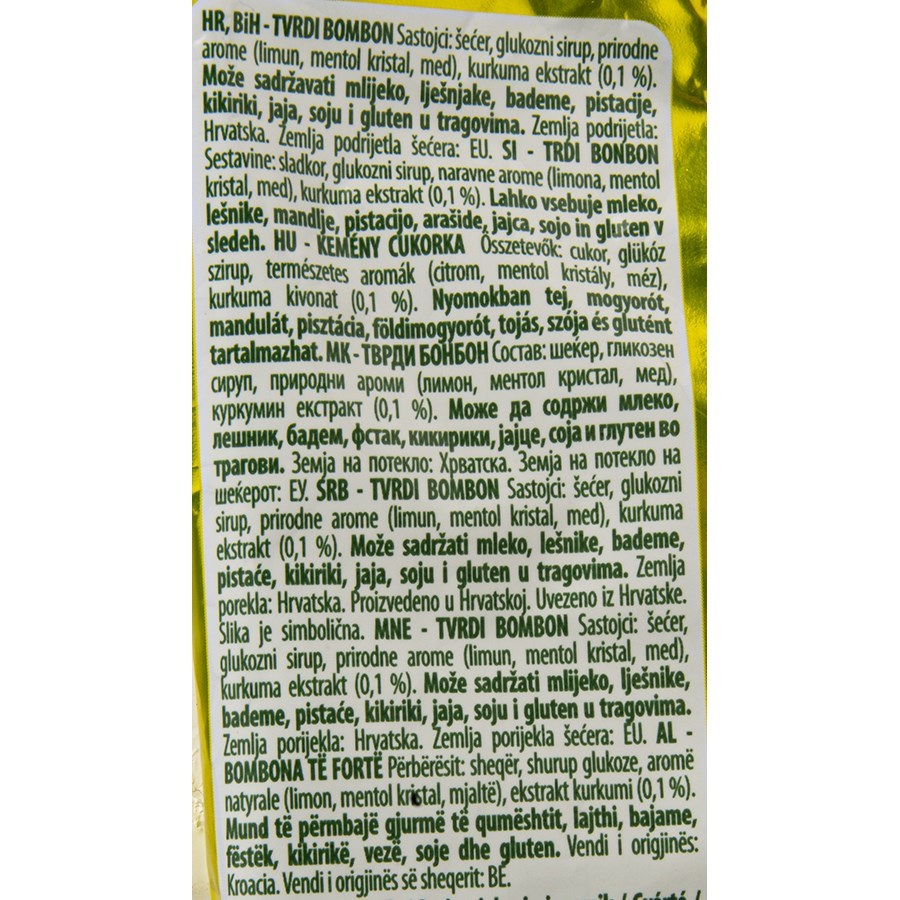 HR, BiH - TVRDI BOMBON Sastojci: šećer, glukozni sirup, prirodne
arome (limun, mentol kristal, med), kurkuma ekstrakt (0,1 %).
Može sadržavati mlijeko, lješnjake, bademe, pistacije,
kikiriki, jaja, soju i gluten u tragovima. Zemlja podrijetla:
Hrvatska. Zemlja podrijetla šećera: EU. SI - TRDI BONBON
Sestavine: sladkor, glukozni sirup, naravne arome (limona, mentol
kristal, med), kurkuma ekstrakt (0,1 %). Lahko vsebuje mleko,
lešnike, mandlje, pistacijo, arašide, jajca, sojo in gluten v
sledeh. HU - KEMÉNY CUKORKA Összetevők: cukor, glükóz
szirup, természetes aromák (citrom, mentol kristály, méz),
kurkuma kivonat (0,1 %). Nyomokban tej, mogyorót,
mandulát, pisztácia, földimogyorót, tojás, szója és glutént
tartalmazhat. МК - ТВРДИ БОНБОН Состав: шеќер, гликозен
сируп, природни ароми (лимон, ментол кристал, мед),
куркумин екстракт (0,1 %). Може да содржи млеко,
лешник, бадем, фстак, кикирики, јајце, соја и глутен во
трагови. Земја на потекло: Хрватска. Земја на потекло на
шеќерот: ЕУ. SRB - TVRDI BOMBON Sastojci: šećer, glukozni
sirup, prirodne arome (limun, mentol kristal, med), kurkuma
ekstrakt (0,1 %). Može sadržati mleko, lešnike, bademe,
pistaće, kikiriki, jaja, soju i gluten u tragovima. Zemlja
porekla: Hrvatska. Proizvedeno u Hrvatskoj. Uvezeno iz Hrvatske.
Slika je simbolična. MNE - TVRDI BOMBON Sastojci: šećer,
glukozni sirup, prirodne arome (limun, mentol kristal, med),
kurkuma ekstrakt (0,1 %). Može sadržati mlijeko, lješnike,
bademe, pistaće, kikiriki, jaja, soju i gluten u tragovima.
Zemlja porijekla: Hrvatska. Zemlja porijekla šećera: EU. AL -
BOMBONA TË FORTË Përbërësit: sheqër, shurup glukoze, aromë
natyrale (limon, mentol kristal, mjaltë), ekstrakt kurkumi (0,1 %).
Mund të përmbajë gjurmë të qumështit, lajthi, bajame,
fëstëk, kikirikë, vezë, soje dhe gluten. Vendi i origjinës:
Kroacia. Vendi i origjinës së sheqerit: BE.